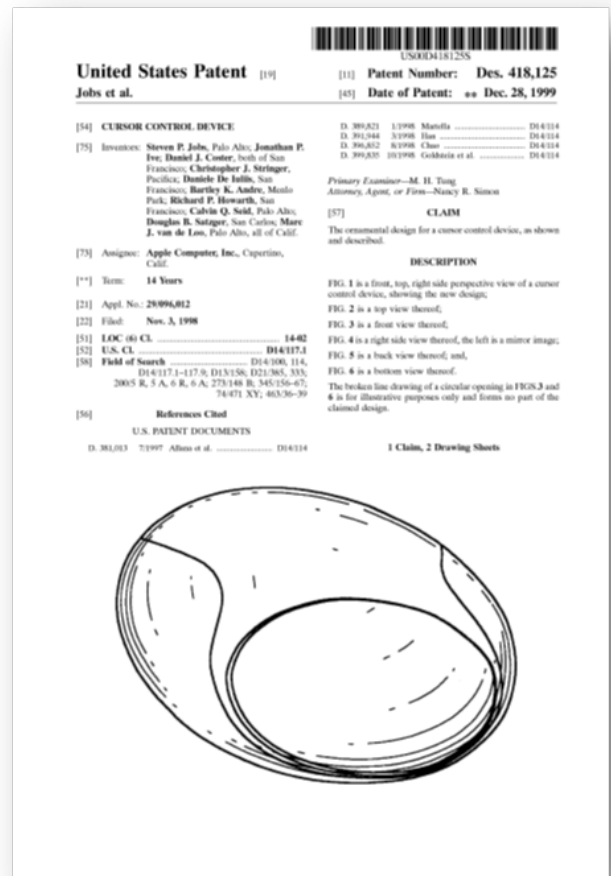 US00D418125S
United States Patent [19]
Jobs et al.
[11] Patent Number: Des. 418,125
[45] Date of Patent: ** Dec. 28, 1999
[54] CURSOR CONTROL DEVICE
[75] Inventors: Steven P. Jobs, Palo Alto; Jonathan P.
Ive; Daniel J. Coster, both of San
Francisco; Christopher J. Stringer,
Pacifica; Daniele De Iuliis, San
Francisco; Bartley K. Andre, Menlo
Park; Richard P. Howarth, San
Francisco; Calvin Q. Seid, Palo Alto;
Douglas B. Satzger, San Carlos; Marc
J. van de Loo, Palo Alto, all of Calif.
[73] Assignee: Apple Computer, Inc., Cupertino,
Calif.
[**] Term: 14 Years
[21] Appl. No.: 29/096,012
[22] Filed: Nov. 3, 1998
[51] LOC (6) Cl. 14-02
[52] U.S. Cl. D14/117.1
[58] Field of Search D14/100, 114,
D14/117.1-117.9; D13/158; D21/385, 333;
200/5 R, 5 A, 6 R, 6 A; 273/148 B; 345/156-67;
74/471 XY; 463/36-39
[56] References Cited
U.S. PATENT DOCUMENTS
D. 381,013 7/1997 et al. D14/114
D. 389,821 1/1998 D14/114
D. 391,944 3/1998 Han D14/114
D. 396,852 8/1998 D14/114
D. 399,835 10/1998 Goldstein et al. D14/114
Primary Examiner—M. H. Tung
Attorney, Agent, or Firm—Nancy R. Simon
[57] CLAIM
The ornamental design for a cursor control device, as shown
and described.
DESCRIPTION
FIG. 1 is a front, top, right side perspective view of a cursor
control device, showing the new design;
FIG. 2 is a top view thereof;
FIG. 3 is a front view thereof;
FIG. 4 is a right side view thereof, the left is a mirror image;
FIG. 5 is a back view thereof; and,
FIG. 6 is a bottom view thereof.
The broken line drawing of a circular opening in FIGS.3 and
6 is for illustrative purposes only and forms no part of the
claimed design.
1 Claim, 2 Drawing Sheets